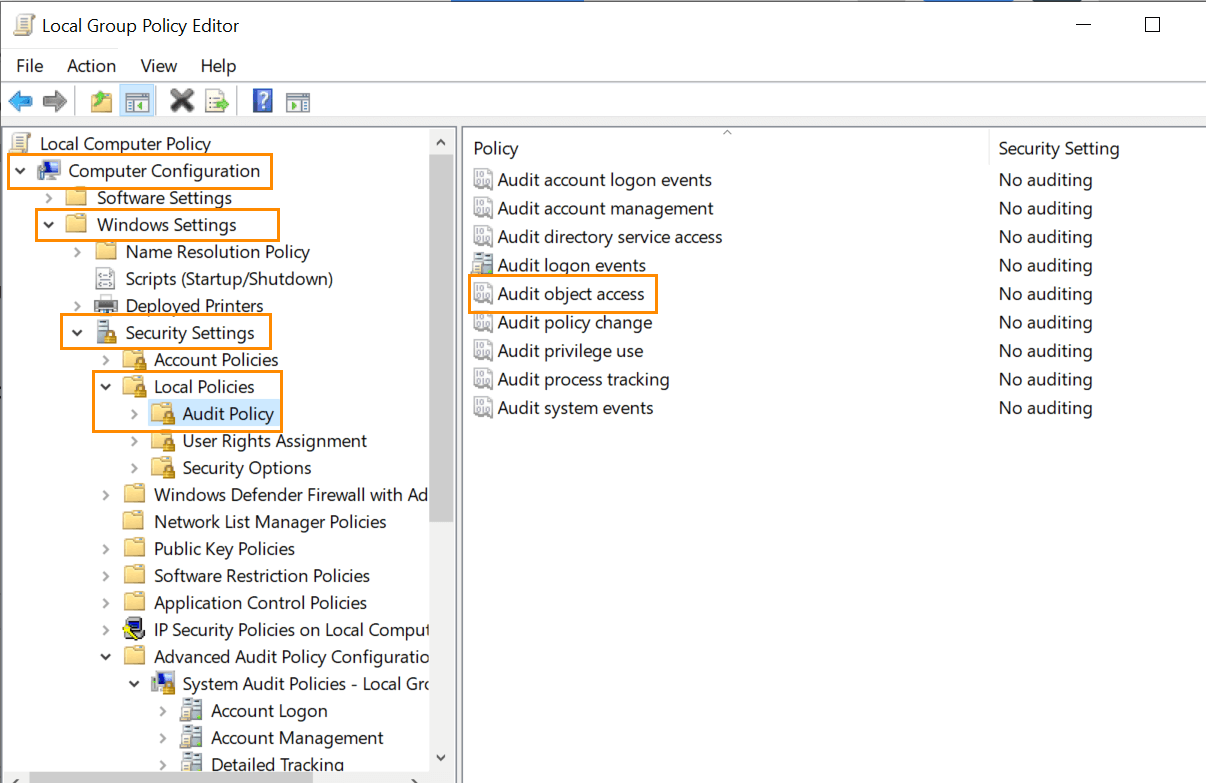 Local Group Policy Editor
File Action View Help
Local Computer Policy
Computer Configuration
Software Settings
Windows Settings
Name Resolution Policy
Scripts (Startup/Shutdown)
Deployed Printers
Security Settings
Account Policies
Local Policies
Audit Policy
User Rights Assignment
Security Options
Windows Defender Firewall with Ad
Network List Manager Policies
Public Key Policies
Software Restriction Policies
Application Control Policies
IP Security Policies on Local Comput
Advanced Audit Policy Configuratio
System Audit Policies - Local Gro
Account Logon
Account Management
Detailed Tracking
Policy Security Setting
Audit account logon events No auditing
Audit account management No auditing
Audit directory service access No auditing
Audit logon events No auditing
Audit object access No auditing
Audit policy change No auditing
Audit privilege use No auditing
Audit process tracking No auditing
Audit system events No auditing